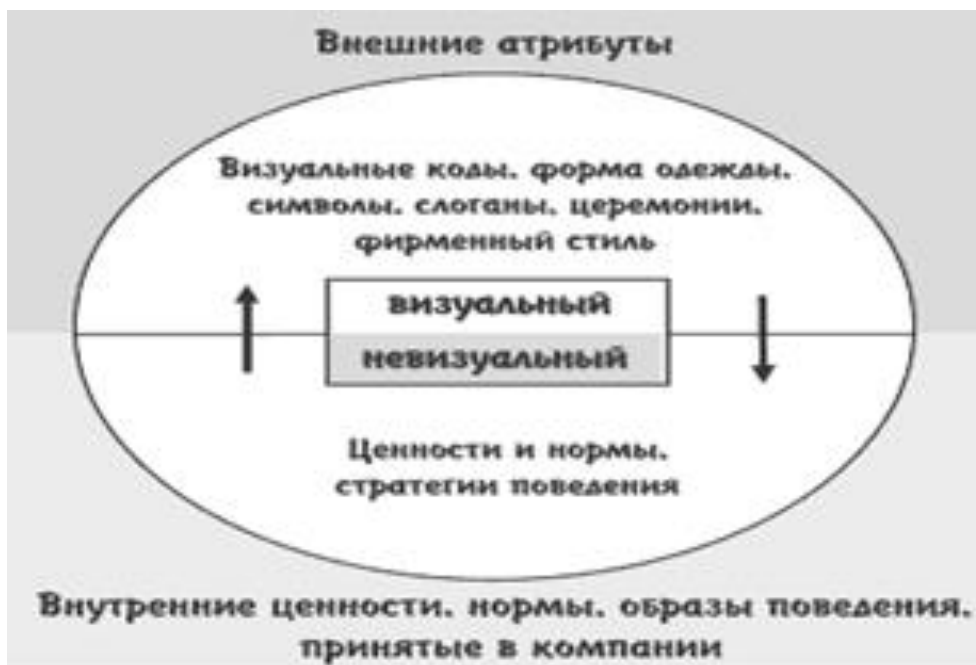 Внешние атрибуты
Визуальные коды, форма одежды,
символы, слоганы, церемонии,
фирменный стиль
визуальный
невизуальный
Ценности и нормы,
стратегии поведения
Внутренние ценности, нормы, образы поведения,
принятые в компании